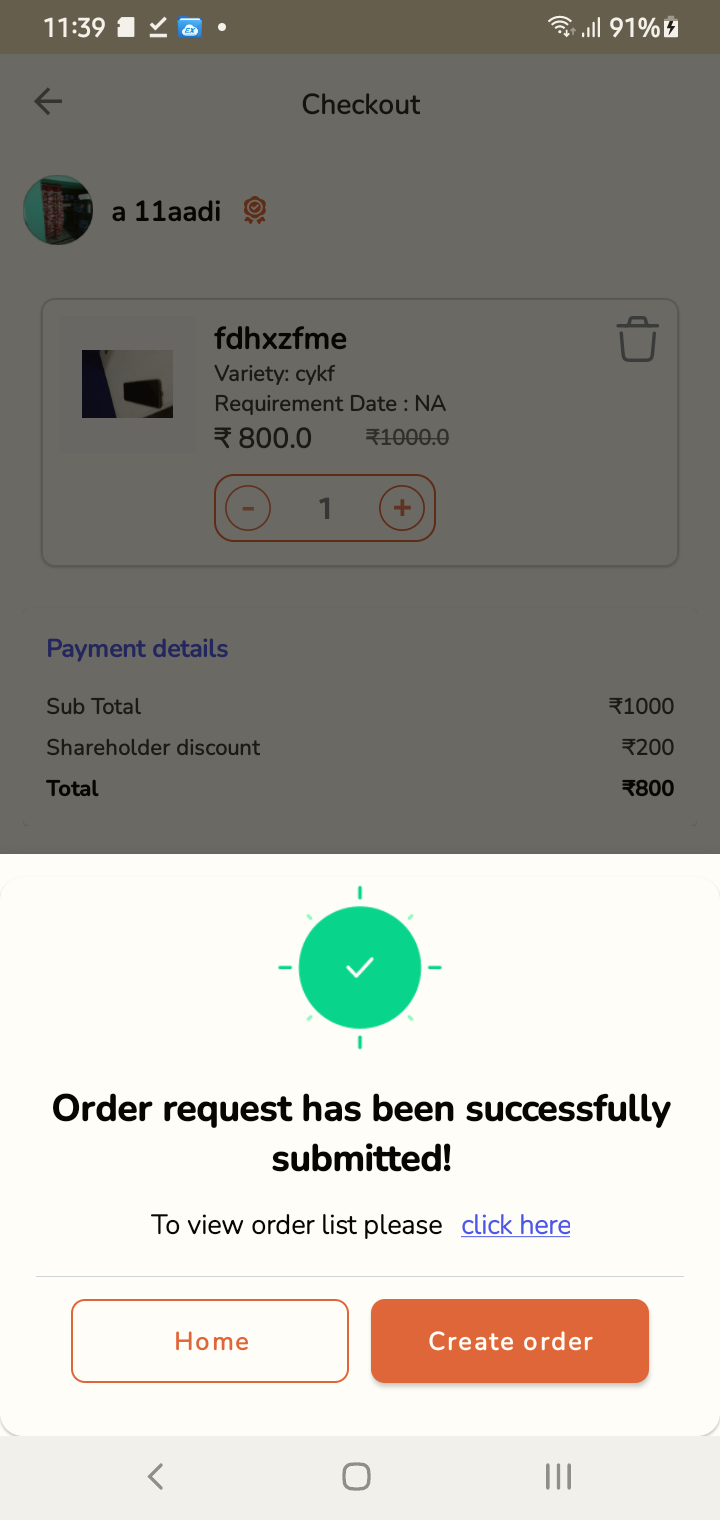 11:39 91%
Checkout
a 11aadi
fdhxzfme
Variety: cykf
Requirement Date : NA
₹ 800.0 ₹1000.0
- 1 +
Payment details
Sub Total ₹1000
Shareholder discount ₹200
Total ₹800
Order request has been successfully
submitted!
To view order list please click here
Home Create order